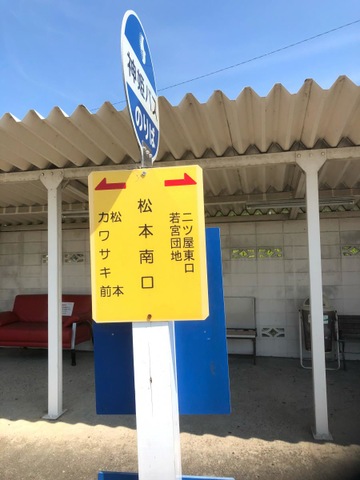 神姫バス
のりば
松本南口
松本
カワサキ前
二ツ屋東口
若宮団地